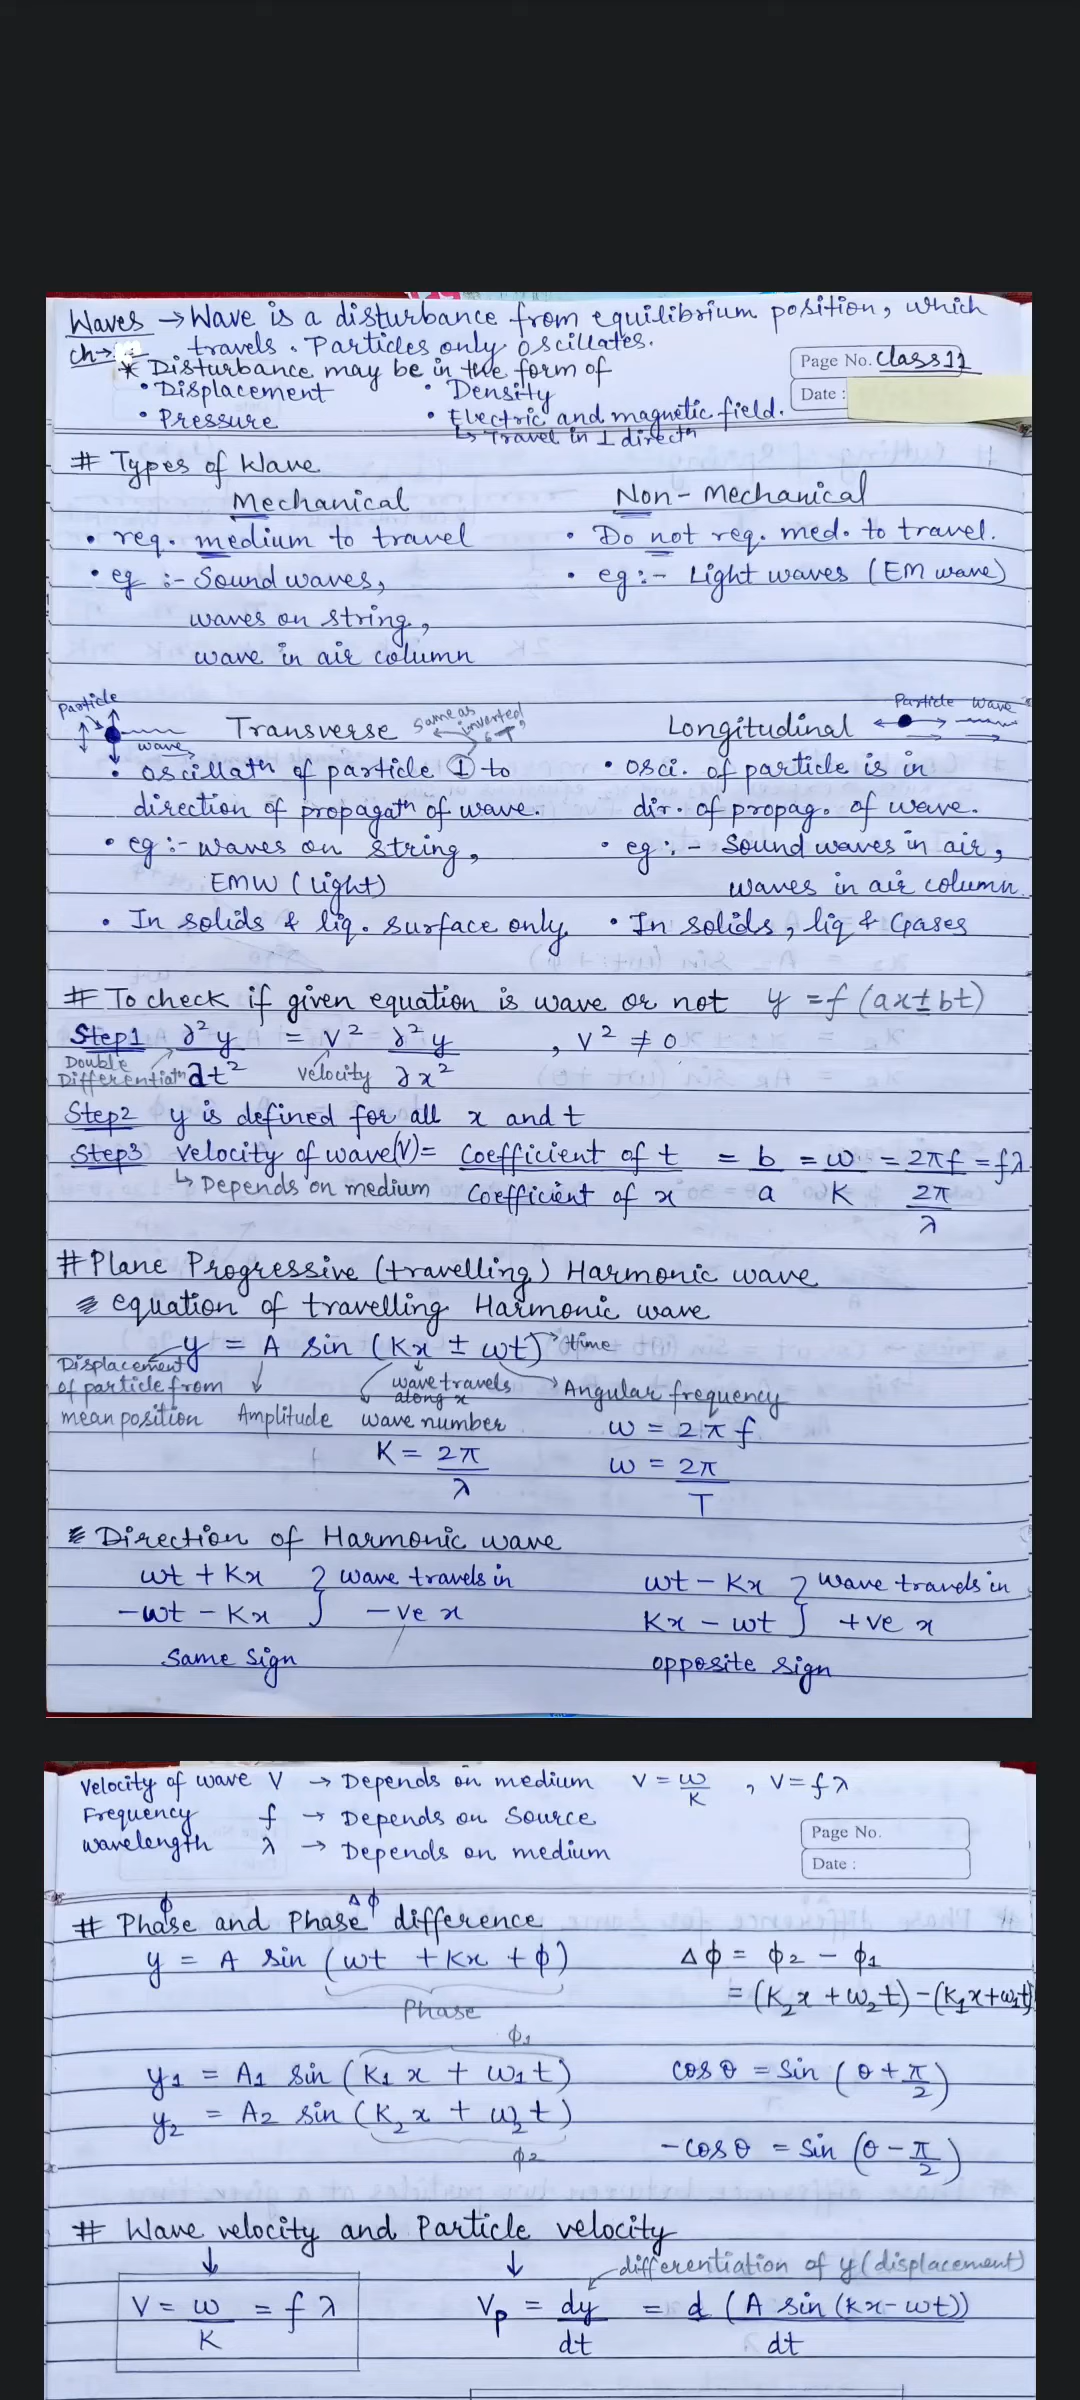 Waves → Wave is a disturbance from equilibrium position, which
ch→ travels. Particles only oscillates.
* Disturbance may be in the form of
• Displacement • Density
• Pressure • Electric and magnetic field.
↳ Travel in ⊥ directn
Page No. Class 11
Date :
# Types of Wave
Mechanical Non-mechanical
• req. medium to travel • Do not req. med. to travel.
• eg :- Sound waves, • eg:- Light waves (EM wave)
waves on string,
wave in air column
Particle wave Transverse Same as inverted "T" Longitudinal Particle wave
• oscillatn of particle ⊥ to • osci. of particle is in
direction of propagatn of wave. dir. of propag. of wave.
• eg:- waves on string, • eg:- Sound waves in air,
EMW (Light) waves in air column.
• In solids & liq. surface only. • In solids, liq & Gases
# To check if given equation is wave or not y = f(ax±bt)
Step1 ∂²y/∂t² = V² ∂²y/∂x² , V² ≠ 0
Double Differentiatn velocity
Step2 y is defined for all x and t
Step3 velocity of wave(V) = Coefficient of t / Coefficient of x = b/a = ω/K = 2πf/(2π/λ) = fλ
↳ Depends on medium
# Plane Progressive (travelling) Harmonic wave
equation of travelling Harmonic wave
y = A sin (Kx ± ωt) → time
Displacement of particle from mean position
Amplitude
wave number
wave travels along x
Angular frequency
K = 2π/λ
ω = 2πf
ω = 2π/T
Direction of Harmonic wave
ωt + Kx } wave travels in ωt - Kx } wave travels in
-ωt - Kx } -ve x Kx - ωt } +ve x
Same sign opposite sign
Velocity of wave V → Depends on medium V = ω/K , V = fλ
Frequency f → Depends on Source
wavelength λ → Depends on medium
Page No.
Date :
ϕ Δϕ
# Phase and Phase difference
y = A sin (ωt + Kx + ϕ) Δϕ = ϕ2 - ϕ1
Phase = (K2x + ω2t) - (K1x + ω1t)
ϕ1
y1 = A1 sin (K1 x + ω1 t) cosθ = sin (θ + π/2)
y2 = A2 sin (K2 x + ω2 t)
ϕ2 -cosθ = sin (θ - π/2)
# Wave velocity and Particle velocity
differentiation of y (displacement)
V = ω/K = f λ Vp = dy/dt = d (A sin (kx - ωt))/dt